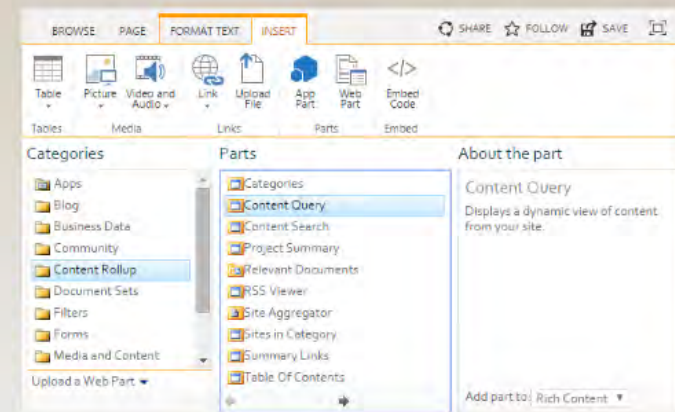 BROWSE PAGE FORMAT TEXT INSERT SHARE FOLLOW SAVE
Table Picture Video and Audio Link Upload File App Part Web Part Embed Code
Tables Media Links Parts Embed
Categories
Apps
Blog
Business Data
Community
Content Rollup
Document Sets
Filters
Forms
Media and Content
Upload a Web Part
Parts
Categories
Content Query
Content Search
Project Summary
Relevant Documents
RSS Viewer
Site Aggregator
Sites in Category
Summary Links
Table Of Contents
About the part
Content Query
Displays a dynamic view of content
from your site.
Add part to: Rich Content